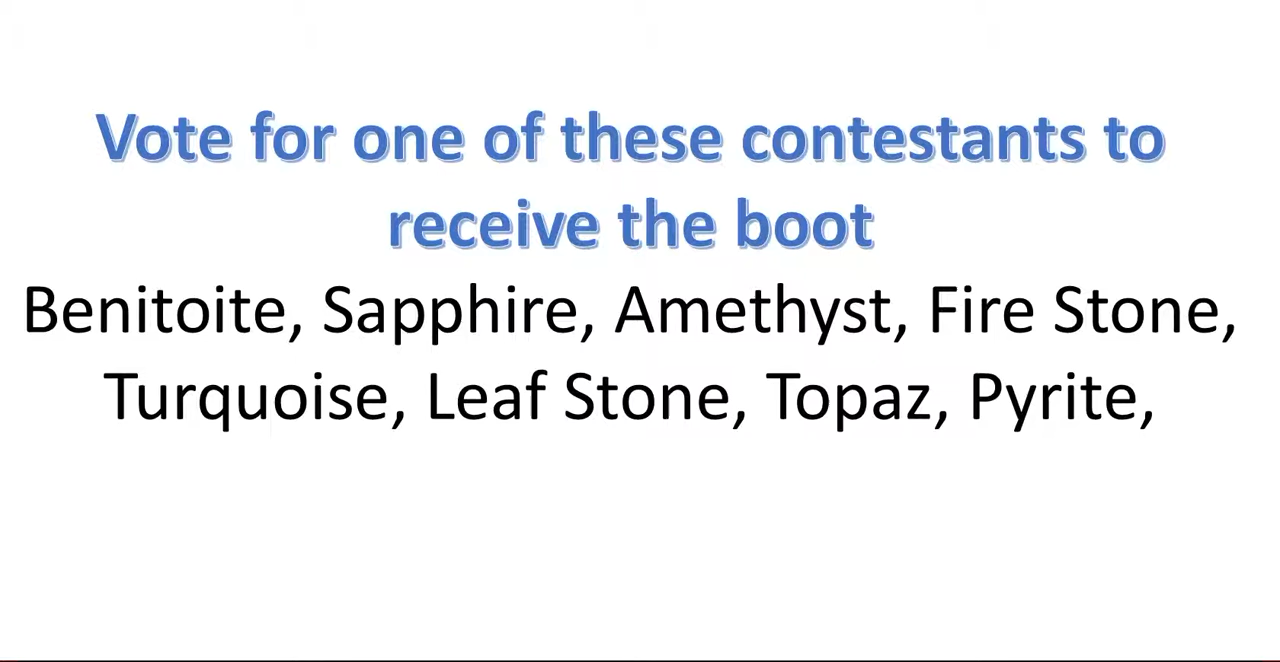 Vote for one of these contestants to
receive the boot
Benitoite, Sapphire, Amethyst, Fire Stone,
Turquoise, Leaf Stone, Topaz, Pyrite,